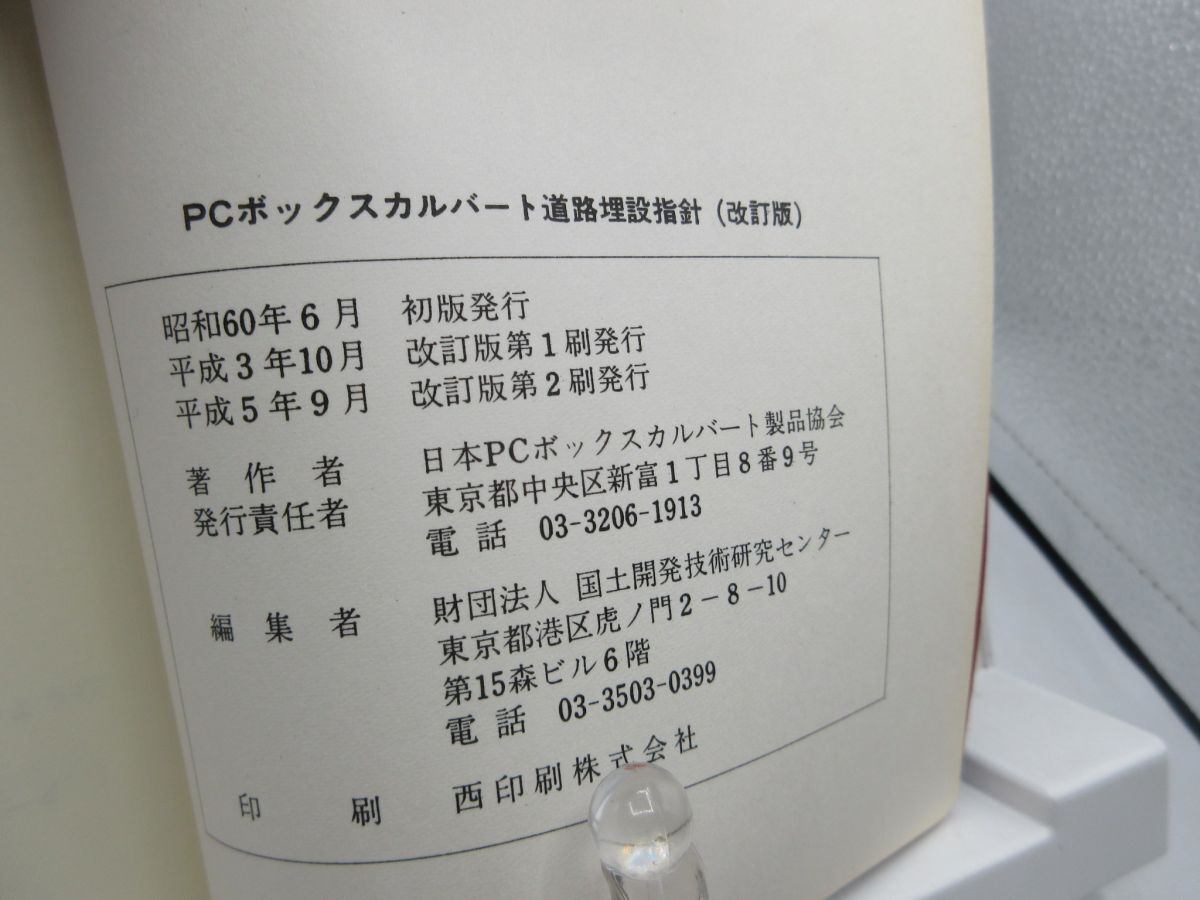 PCボックスカルバート道路埋設指針（改訂版）
昭和60年6月 初版発行
平成3年10月 改訂版第1刷発行
平成5年9月 改訂版第2刷発行
著作者 日本PCボックスカルバート製品協会
発行責任者 東京都中央区新富1丁目8番9号
電話 03-3206-1913
編集者 財団法人 国土開発技術研究センター
東京都港区虎ノ門2-8-10
第15森ビル6階
電話 03-3503-0399
印刷 西印刷株式会社